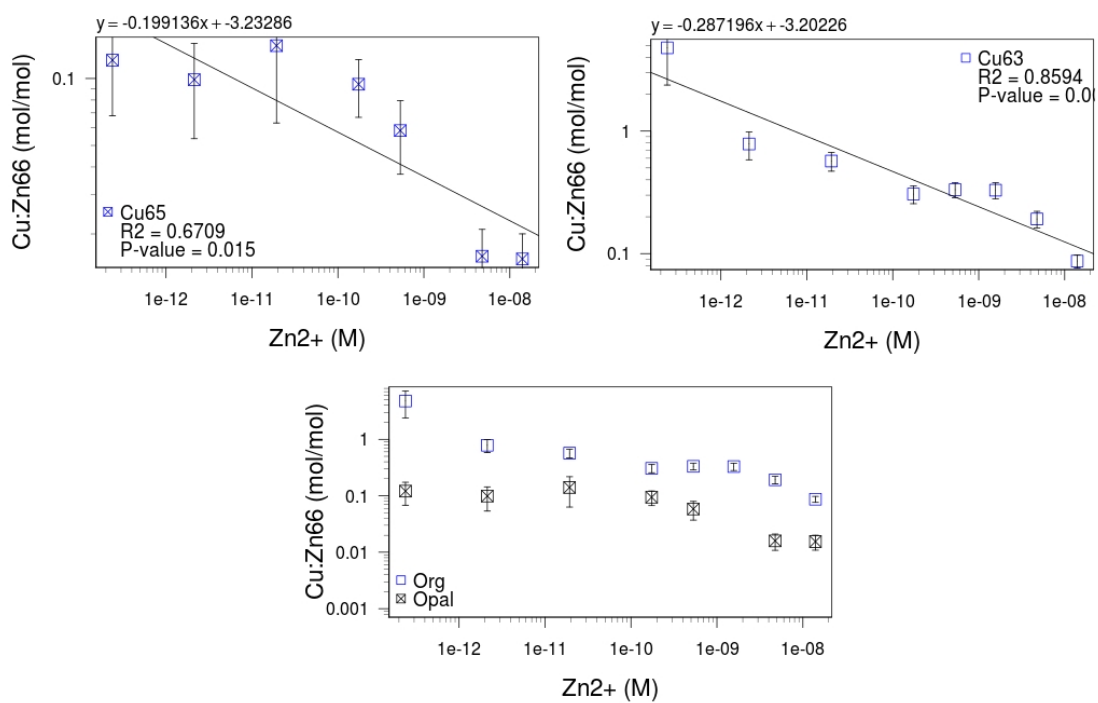 y = -0.199136x + -3.23286
Cu:Zn66 (mol/mol)
0.1
Cu65
R2 = 0.6709
P-value = 0.015
1e-12 1e-11 1e-10 1e-09 1e-08
Zn2+ (M)
y = -0.287196x + -3.20226
Cu:Zn66 (mol/mol)
1
0.1
Cu63
R2 = 0.8594
P-value = 0.00
1e-12 1e-11 1e-10 1e-09 1e-08
Zn2+ (M)
Cu:Zn66 (mol/mol)
1
0.1
0.01
0.001
Org
Opal
1e-12 1e-11 1e-10 1e-09 1e-08
Zn2+ (M)